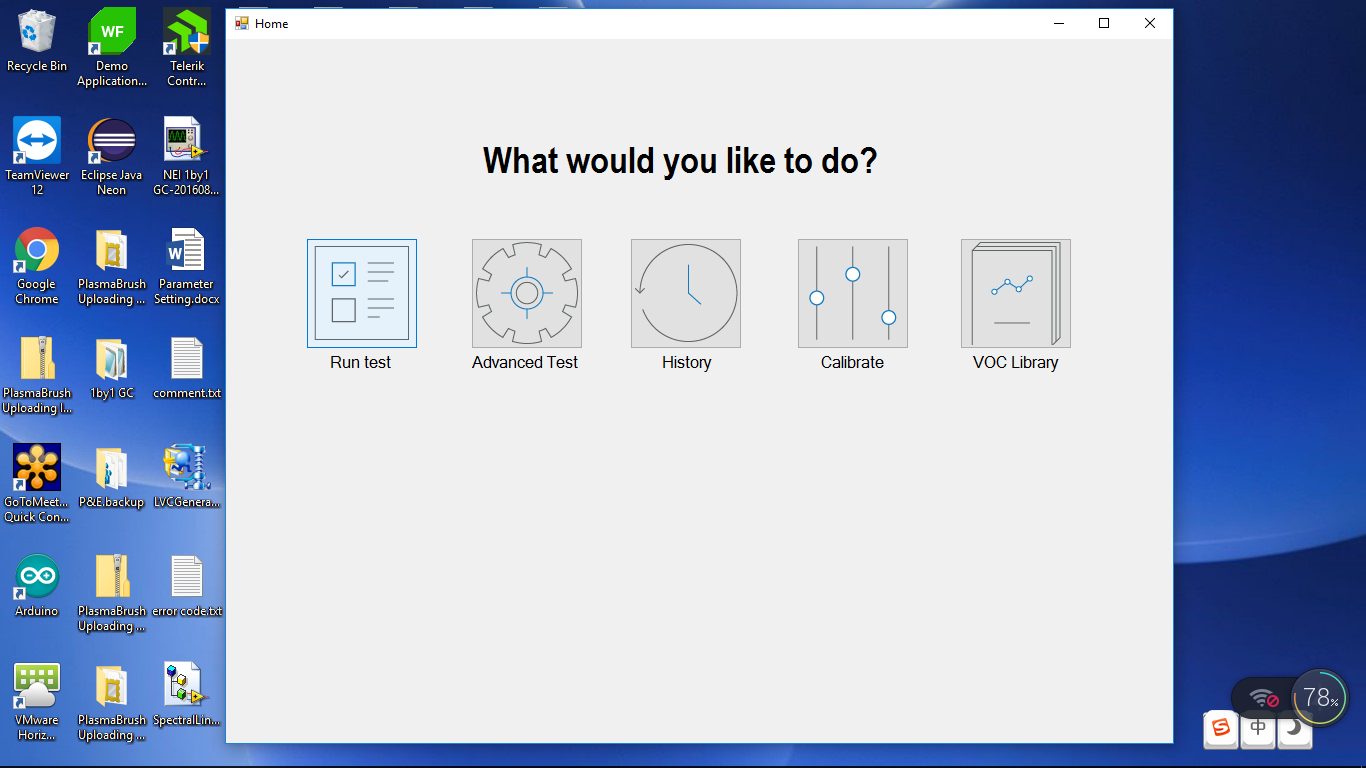 Home
What would you like to do?
Run test
Advanced Test
History
Calibrate
VOC Library
Recycle Bin
WF
Demo
Application...
Telerik
Contr...
TeamViewer
12
Eclipse Java
Neon
NEI 1by1
GC-201608...
Google
Chrome
PlasmaBrush
Uploading ...
W
Parameter
Setting.docx
PlasmaBrush
Uploading I...
1by1 GC
comment.txt
GoToMeet...
Quick Con...
P&E.backup
LVCGenera...
Arduino
PlasmaBrush
Uploading ...
error code.txt
VMware
Horiz...
PlasmaBrush
Uploading ...
SpectralLin...
78%
S
中